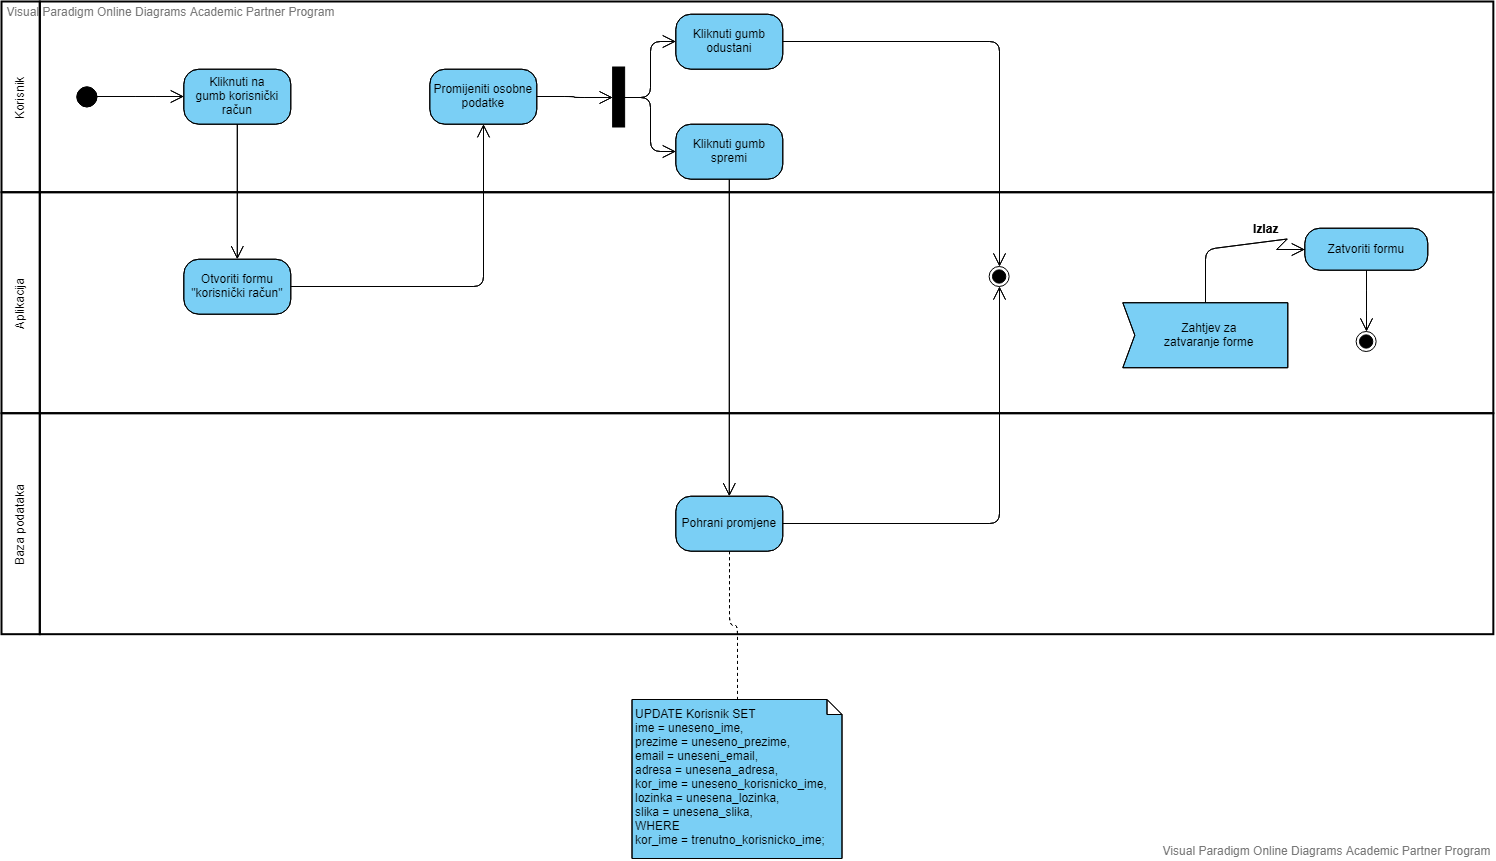 Visual Paradigm Online Diagrams Academic Partner Program
Korisnik
Kliknuti na
gumb korisnički
račun
Promijeniti osobne
podatke
Kliknuti gumb
odustani
Kliknuti gumb
spremi
Aplikacija
Otvoriti formu
"korisnički račun"
Izlaz
Zatvoriti formu
Zahtjev za
zatvaranje forme
Baza podataka
Pohrani promjene
UPDATE Korisnik SET
ime = uneseno_ime,
prezime = uneseno_prezime,
email = uneseni_email,
adresa = unesena_adresa,
kor_ime = uneseno_korisnicko_ime,
lozinka = unesena_lozinka,
slika = unesena_slika,
WHERE
kor_ime = trenutno_korisnicko_ime;
Visual Paradigm Online Diagrams Academic Partner Program